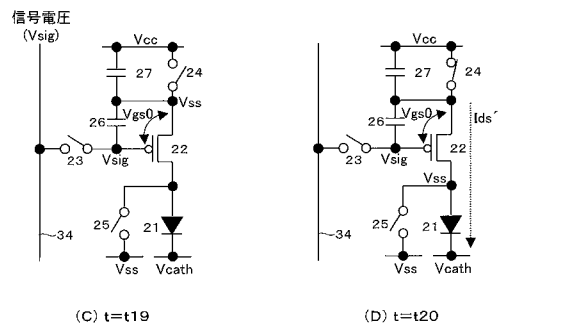 信号電圧
(Vsig)
Vcc
27
24
Vss
Vgs0
26
23
Vsig
22
25
21
34
Vss
Vcath
(C) t=t19
Vcc
27
24
Vgs0
Ids´
26
23
Vsig
22
Vss
25
21
34
Vss
Vcath
(D) t=t20